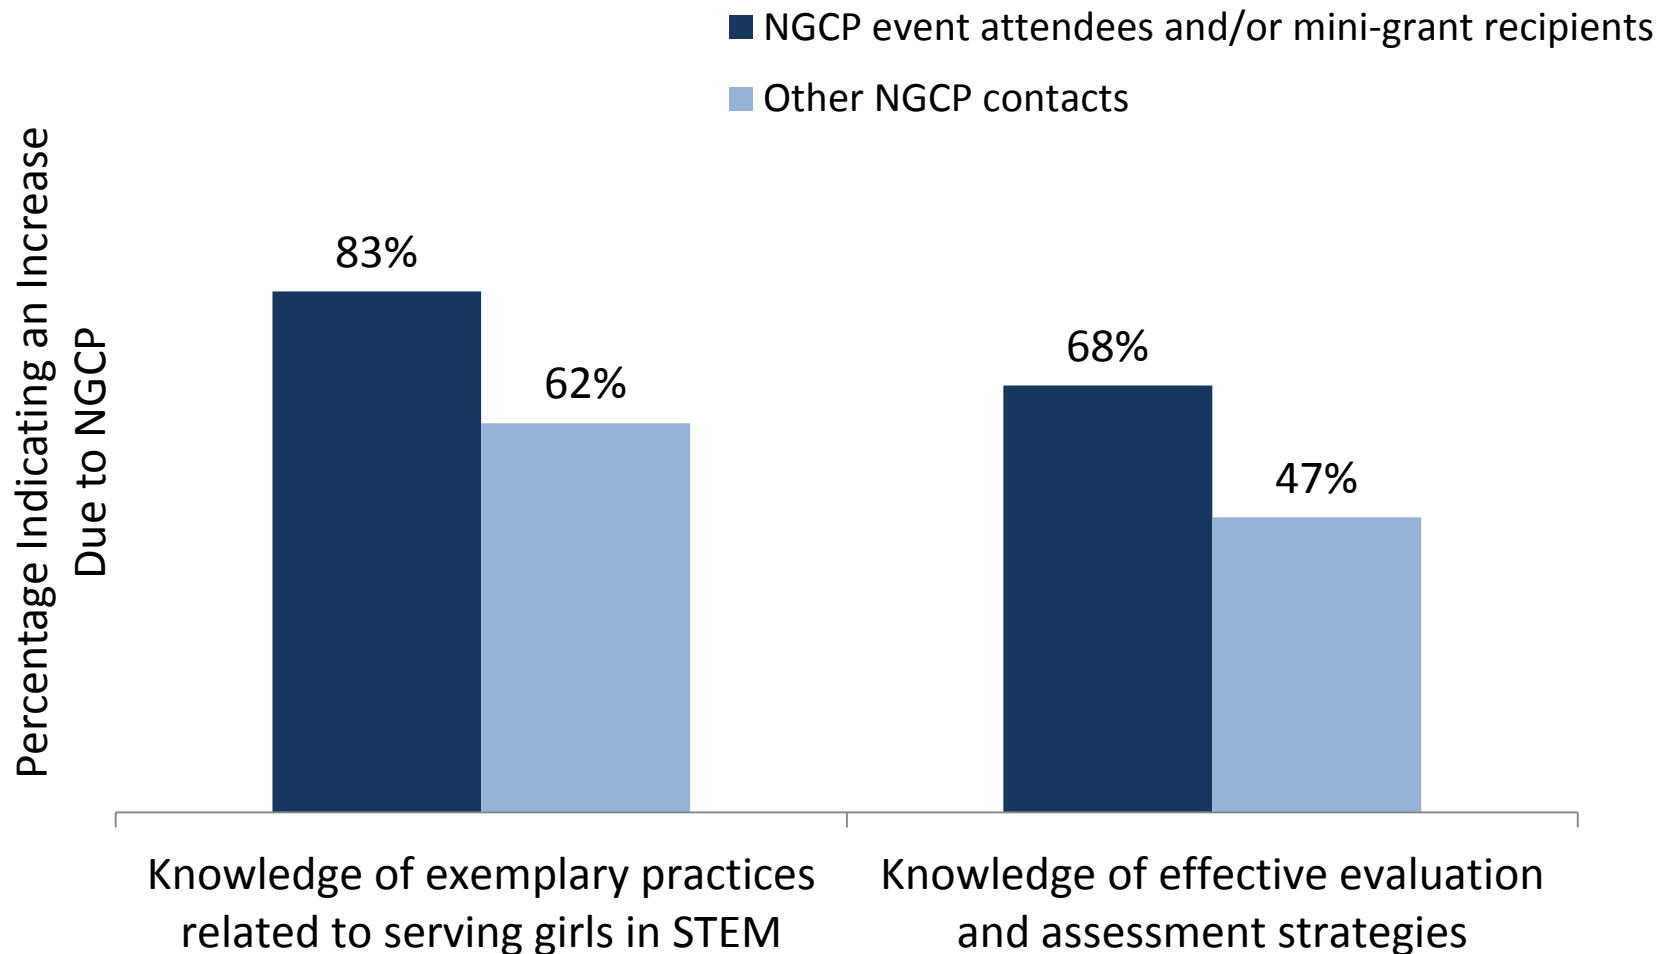 NGCP event attendees and/or mini-grant recipients
Other NGCP contacts
Percentage Indicating an Increase
Due to NGCP
83%
62%
68%
47%
Knowledge of exemplary practices
related to serving girls in STEM
Knowledge of effective evaluation
and assessment strategies